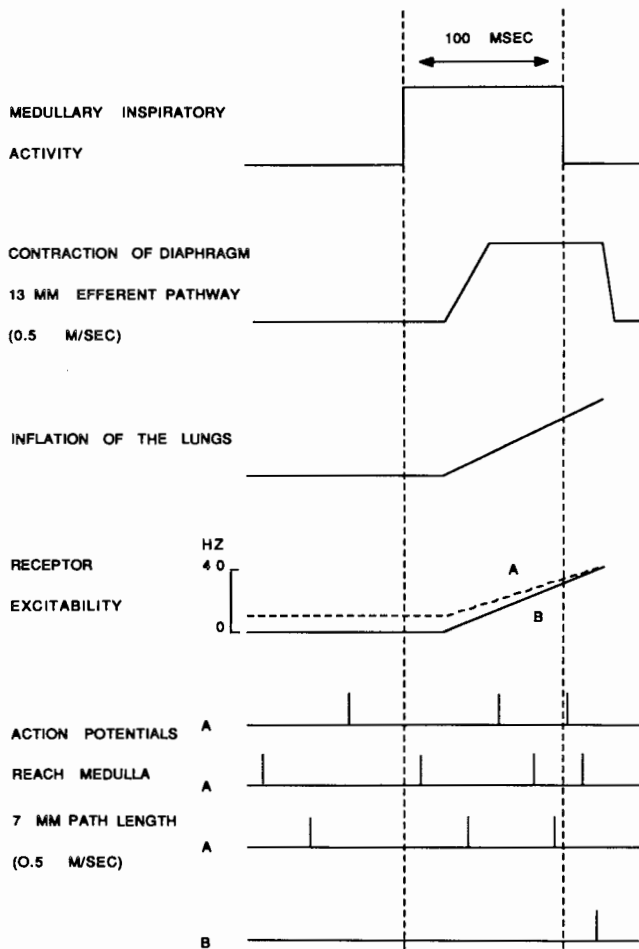 100 MSEC
MEDULLARY INSPIRATORY
ACTIVITY
CONTRACTION OF DIAPHRAGM
13 MM EFFERENT PATHWAY
(0.5 M/SEC)
INFLATION OF THE LUNGS
HZ
RECEPTOR 40
A
EXCITABILITY
B
0
ACTION POTENTIALS A
REACH MEDULLA
A
7 MM PATH LENGTH
A
(0.5 M/SEC)
B